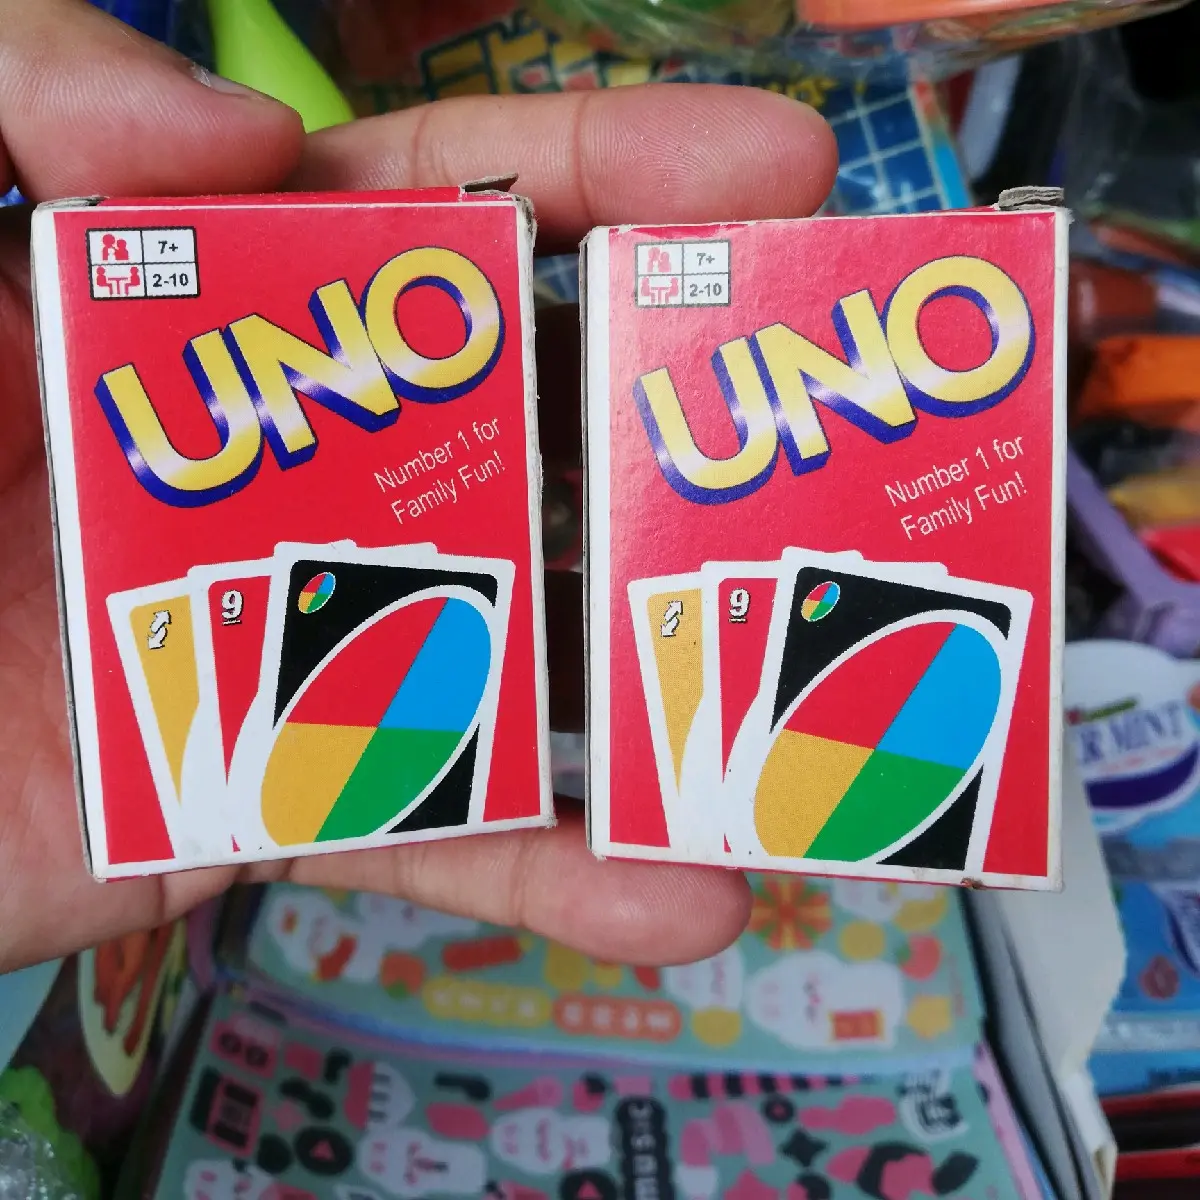 7+
2-10
UNO
Number 1 for
Family Fun!
9
7+
2-10
UNO
Number 1 for
Family Fun!
9
MINT
MUSIC